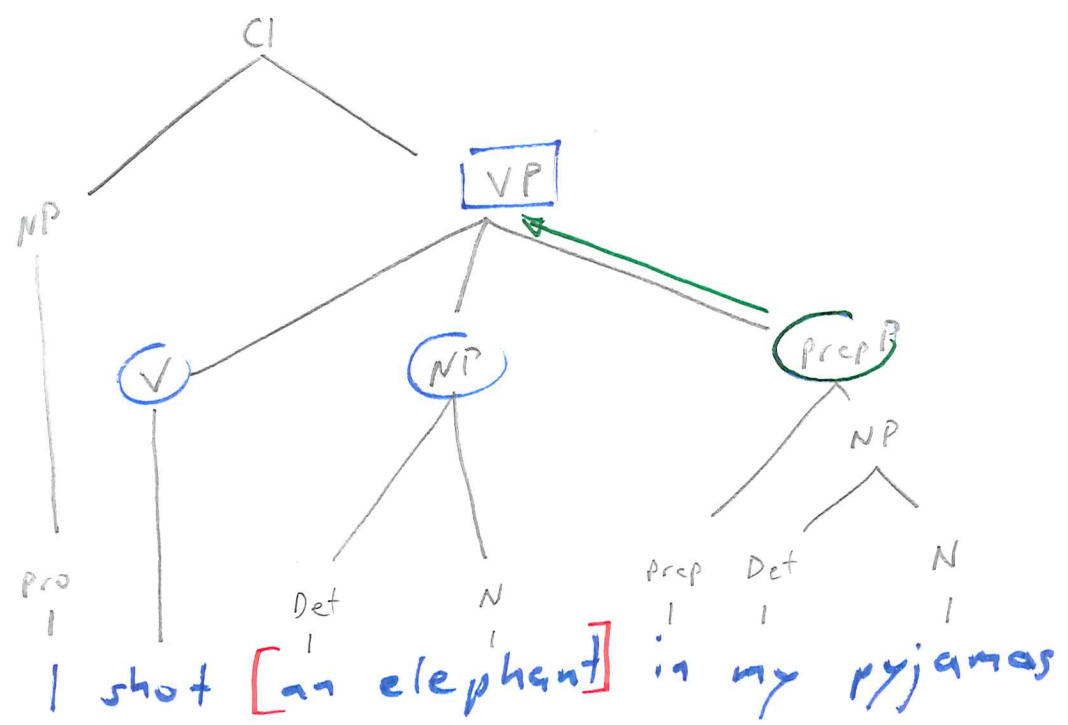 Cl
VP
NP
V NP PrepP
NP
Pro Det N Prep Det N
I shot [an elephant] in my pyjamas